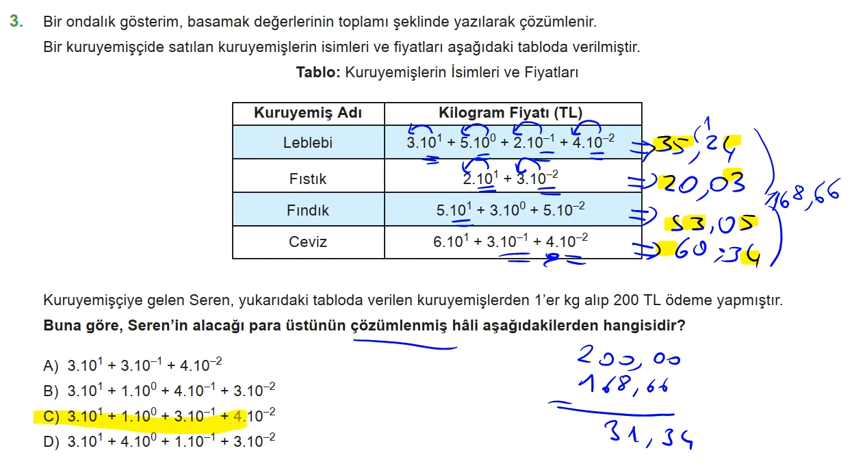 3. Bir ondalık gösterim, basamak değerlerinin toplamı şeklinde yazılarak çözümlenir.
Bir kuruyemişçide satılan kuruyemişlerin isimleri ve fiyatları aşağıdaki tabloda verilmiştir.
Tablo: Kuruyemişlerin İsimleri ve Fiyatları
Kuruyemiş Adı Kilogram Fiyatı (TL)
Leblebi 3.10¹ + 5.10⁰ + 2.10⁻¹ + 4.10⁻² ⇒ 35,24
Fıstık 2.10¹ + 3.10⁻² ⇒ 20,03
168,66
Fındık 5.10¹ + 3.10⁰ + 5.10⁻² ⇒ 53,05
Ceviz 6.10¹ + 3.10⁻¹ + 4.10⁻² ⇒ 60,34
Kuruyemişçiye gelen Seren, yukarıdaki tabloda verilen kuruyemişlerden 1’er kg alıp 200 TL ödeme yapmıştır.
Buna göre, Seren’in alacağı para üstünün çözümlenmiş hâli aşağıdakilerden hangisidir?
A) 3.10¹ + 3.10⁻¹ + 4.10⁻²
B) 3.10¹ + 1.10⁰ + 4.10⁻¹ + 3.10⁻²
C) 3.10¹ + 1.10⁰ + 3.10⁻¹ + 4.10⁻²
D) 3.10¹ + 4.10⁰ + 1.10⁻¹ + 3.10⁻²
200,00
168,66
31,34